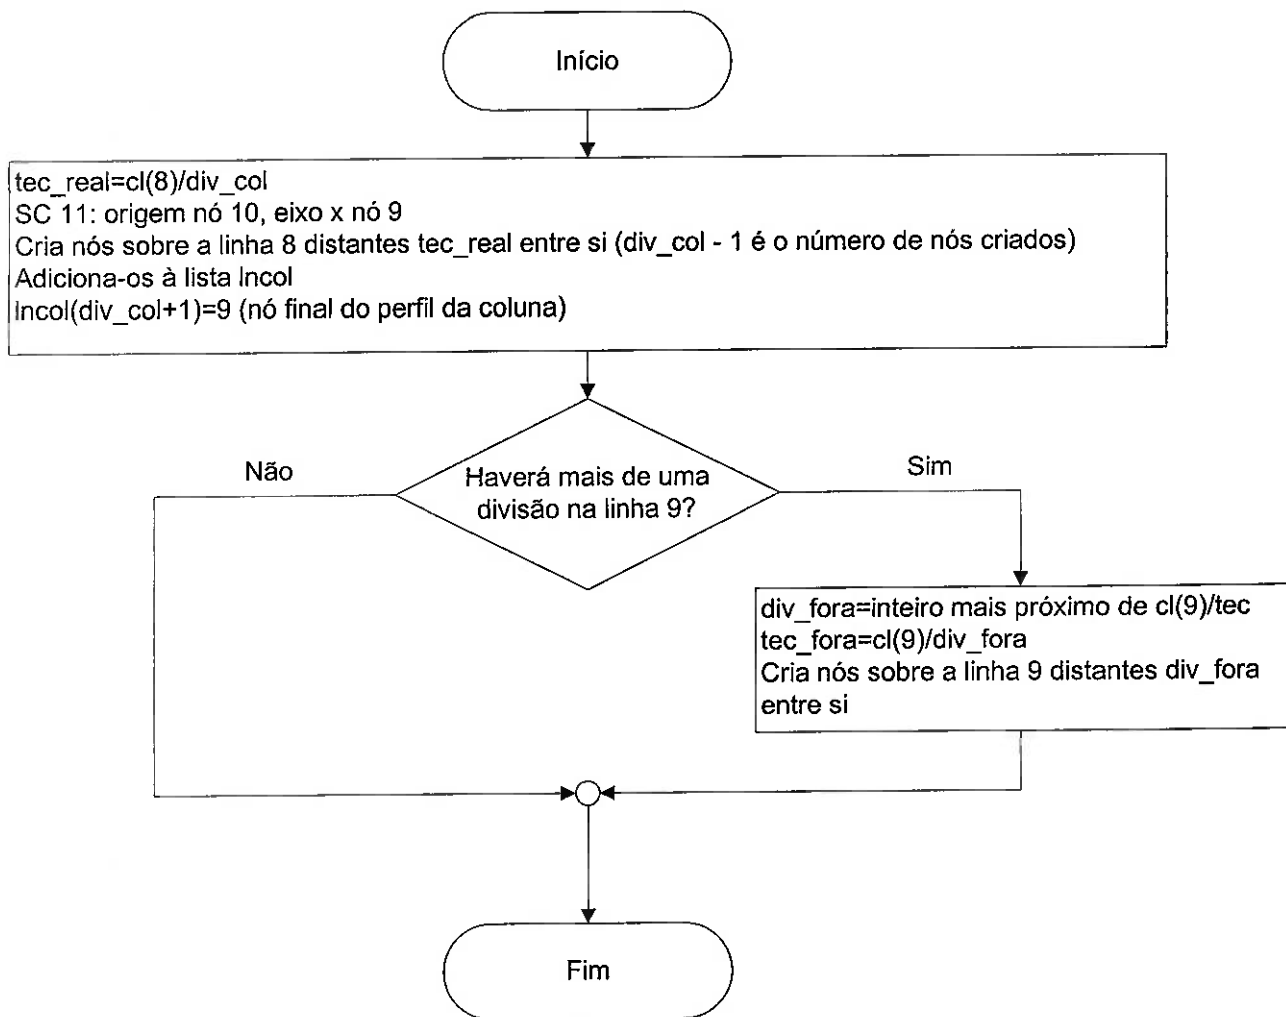 Início
tec_real=cl(8)/div_col
SC 11: origem nó 10, eixo x nó 9
Cria nós sobre a linha 8 distantes tec_real entre si (div_col - 1 é o número de nós criados)
Adiciona-os à lista lncol
lncol(div_col+1)=9 (nó final do perfil da coluna)
Haverá mais de uma
divisão na linha 9?
Não
Sim
div_fora=inteiro mais próximo de cl(9)/tec
tec_fora=cl(9)/div_fora
Cria nós sobre a linha 9 distantes div_fora
entre si
Fim